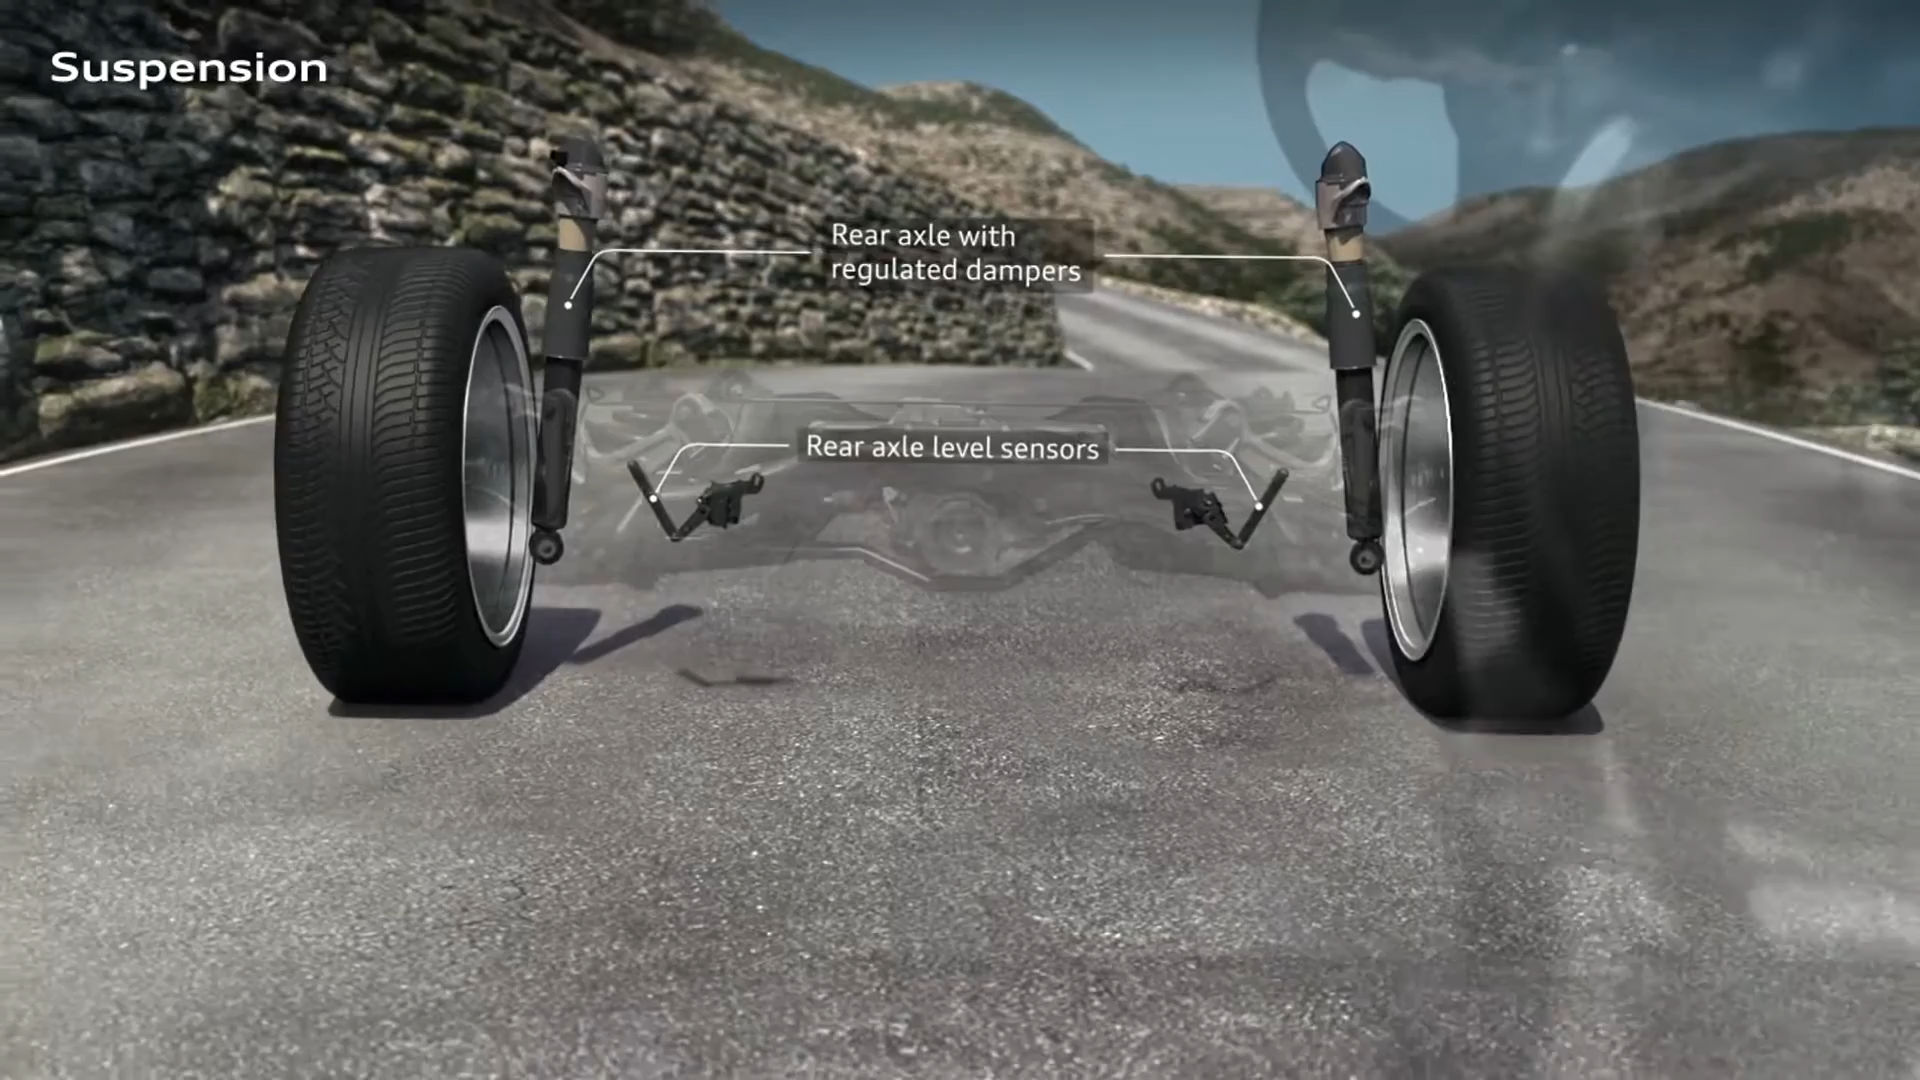 Suspension
Rear axle with
regulated dampers
Rear axle level sensors